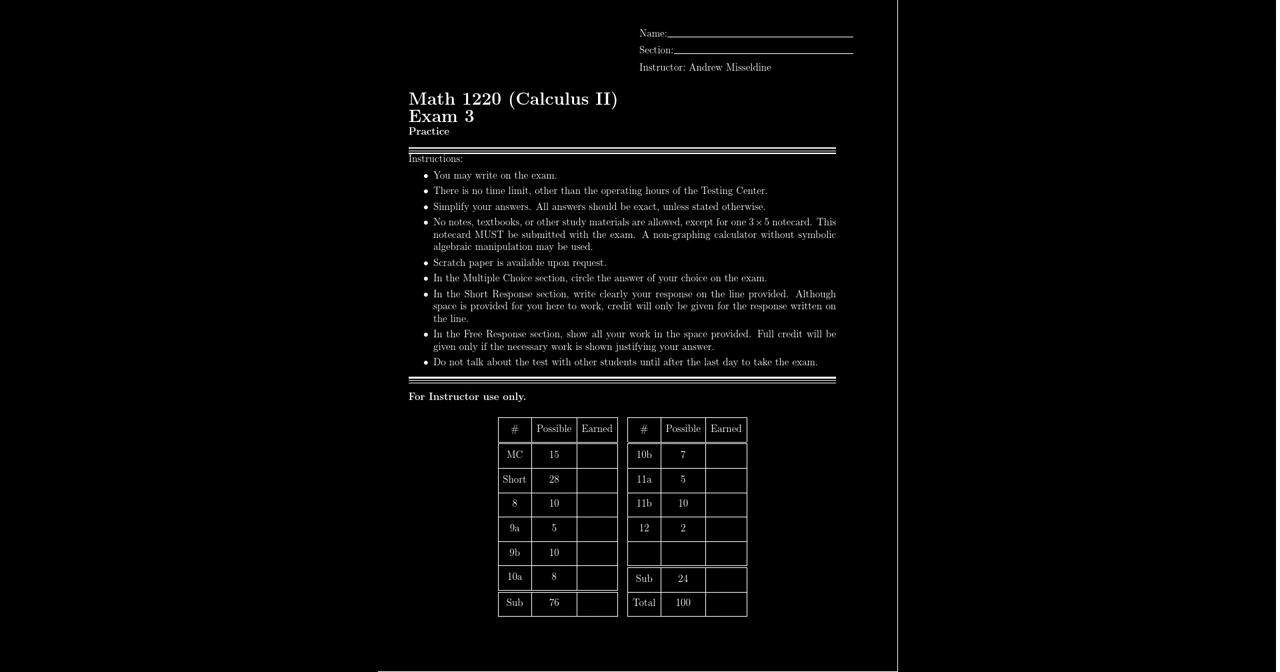 Name:
Section:
Instructor: Andrew Misseldine
Math 1220 (Calculus II)
Exam 3
Practice
Instructions:
• You may write on the exam.
• There is no time limit, other than the operating hours of the Testing Center.
• Simplify your answers. All answers should be exact, unless stated otherwise.
• No notes, textbooks, or other study materials are allowed, except for one 3 × 5 notecard. This
notecard MUST be submitted with the exam. A non-graphing calculator without symbolic
algebraic manipulation may be used.
• Scratch paper is available upon request.
• In the Multiple Choice section, circle the answer of your choice on the exam.
• In the Short Response section, write clearly your response on the line provided. Although
space is provided for you here to work, credit will only be given for the response written on
the line.
• In the Free Response section, show all your work in the space provided. Full credit will be
given only if the necessary work is shown justifying your answer.
• Do not talk about the test with other students until after the last day to take the exam.
For Instructor use only.
# Possible Earned
MC 15
Short 28
8 10
9a 5
9b 10
10a 8
Sub 76
# Possible Earned
10b 7
11a 5
11b 10
12 2
Sub 24
Total 100